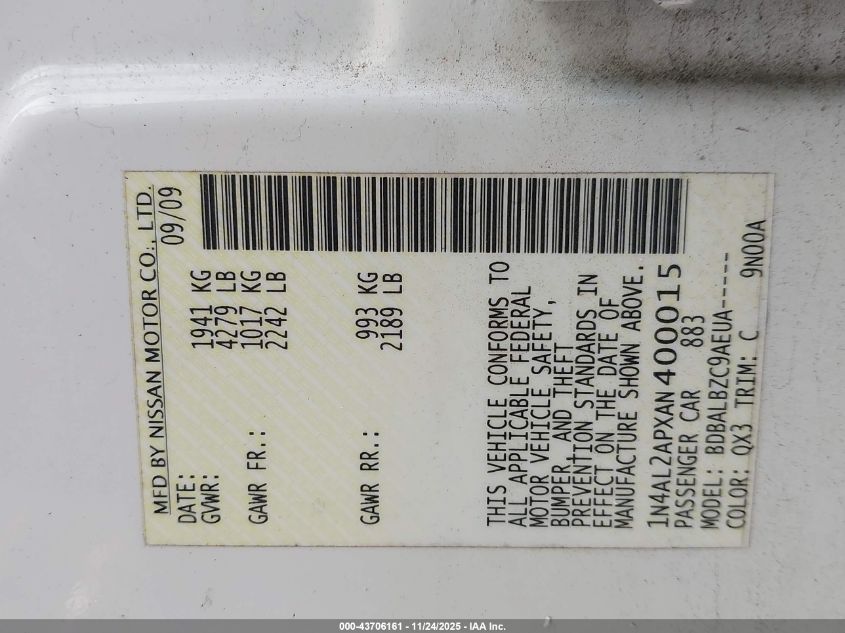 MFD BY NISSAN MOTOR CO., LTD.
DATE: 09/09
GVWR: 1941 KG
4279 LB
GAWR FR.: 1017 KG
2242 LB
GAWR RR.: 993 KG
2189 LB
THIS VEHICLE CONFORMS TO
ALL APPLICABLE FEDERAL
MOTOR VEHICLE SAFETY,
BUMPER, AND THEFT
PREVENTION STANDARDS IN
EFFECT ON THE DATE OF
MANUFACTURE SHOWN ABOVE.
1N4AL2APXAN400015
PASSENGER CAR 883
MODEL: BDBALBZC9AEUA-----
COLOR: QX3 TRIM: C 9N00A
000-43706161 - 11/24/2025 - IAA Inc.